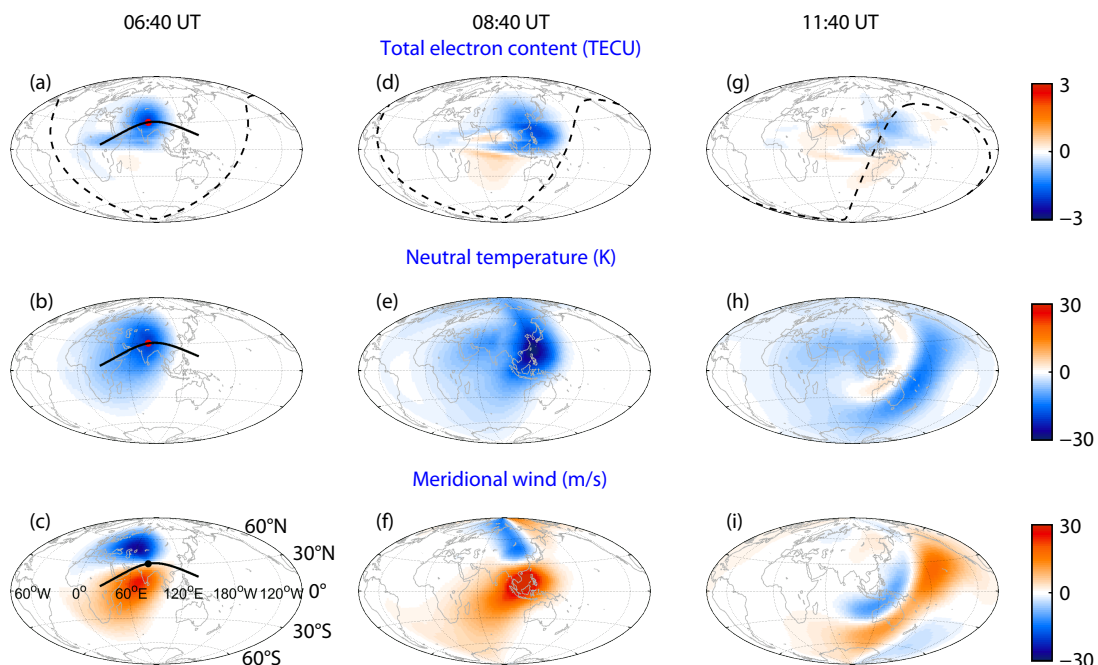 06:40 UT 08:40 UT 11:40 UT
Total electron content (TECU)
(a) (d) (g)
3
0
−3
Neutral temperature (K)
(b) (e) (h)
30
0
−30
Meridional wind (m/s)
(c) (f) (i)
60°N
30°N
60°W 0° 60°E 120°E 180°W 120°W 0°
30°S
60°S
30
0
−30